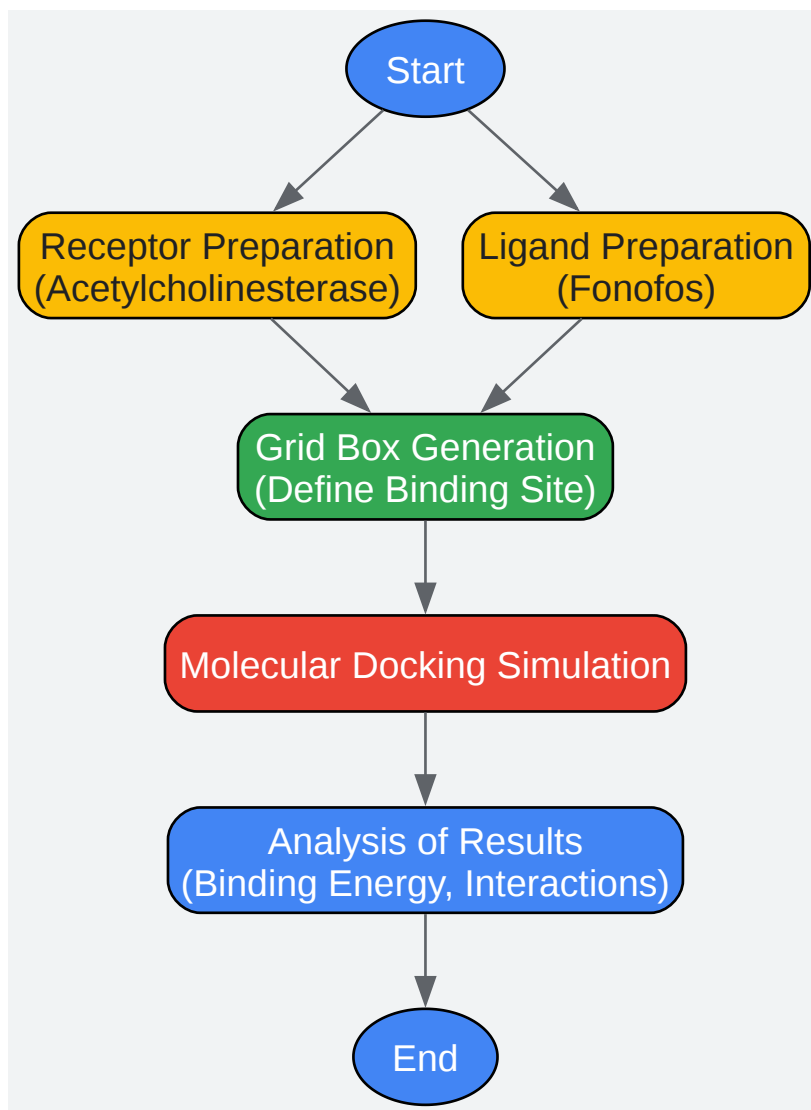 Start
Receptor Preparation
(Acetylcholinesterase)
Ligand Preparation
(Fonofos)
Grid Box Generation
(Define Binding Site)
Molecular Docking Simulation
Analysis of Results
(Binding Energy, Interactions)
End